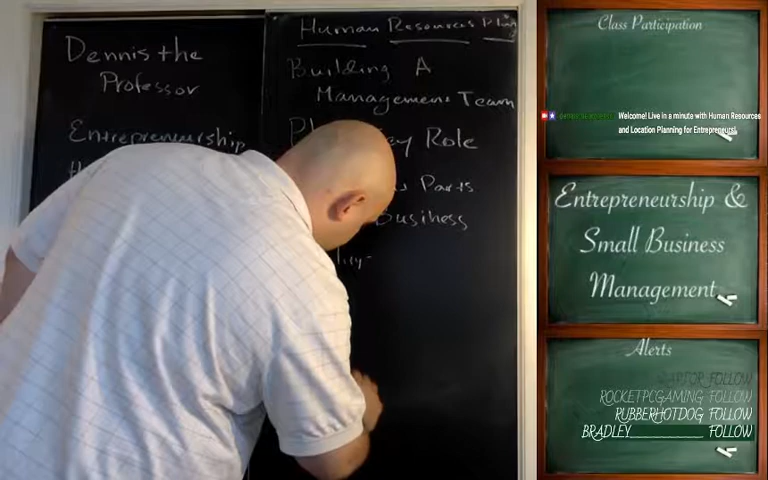 Dennis the
Professor
Entrepreneurship
Human Resources
Building A
Management Team
Role
Parts
Business
Class Participation
Welcome! Live in a minute with Human Resources
and Location Planning for Entrepreneurs!
Entrepreneurship &
Small Business
Management
Alerts
FOLLOW
ROCKETPCGAMING FOLLOW
RUBBERHOTDOG FOLLOW
BRADLEY FOLLOW